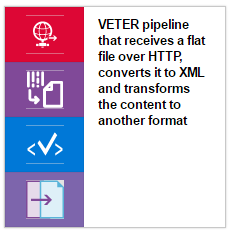 VETER pipeline
that receives a flat
file over HTTP,
converts it to XML
and transforms
the content to
another format